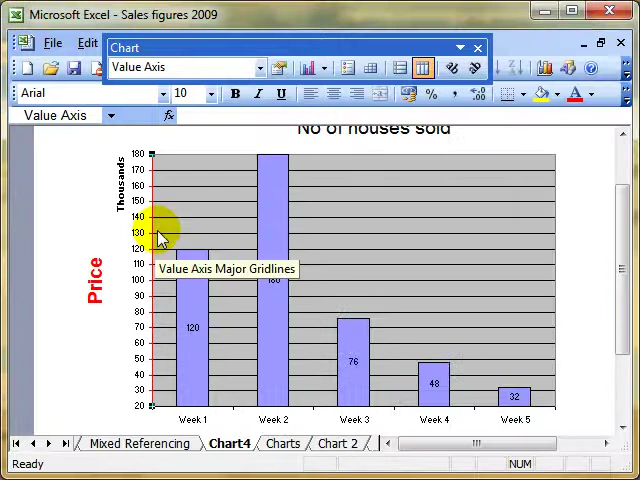 Microsoft Excel - Sales figures 2009
File Edit
Chart
Value Axis
Arial 10 B I U
Value Axis fx
No of houses sold
Thousands
Price
180
170
160
150
140
130
120
110
100
90
80
70
60
50
40
30
20
Value Axis Major Gridlines
120
180
76
48
32
Week 1 Week 2 Week 3 Week 4 Week 5
Mixed Referencing Chart4 Charts Chart 2
Ready NUM